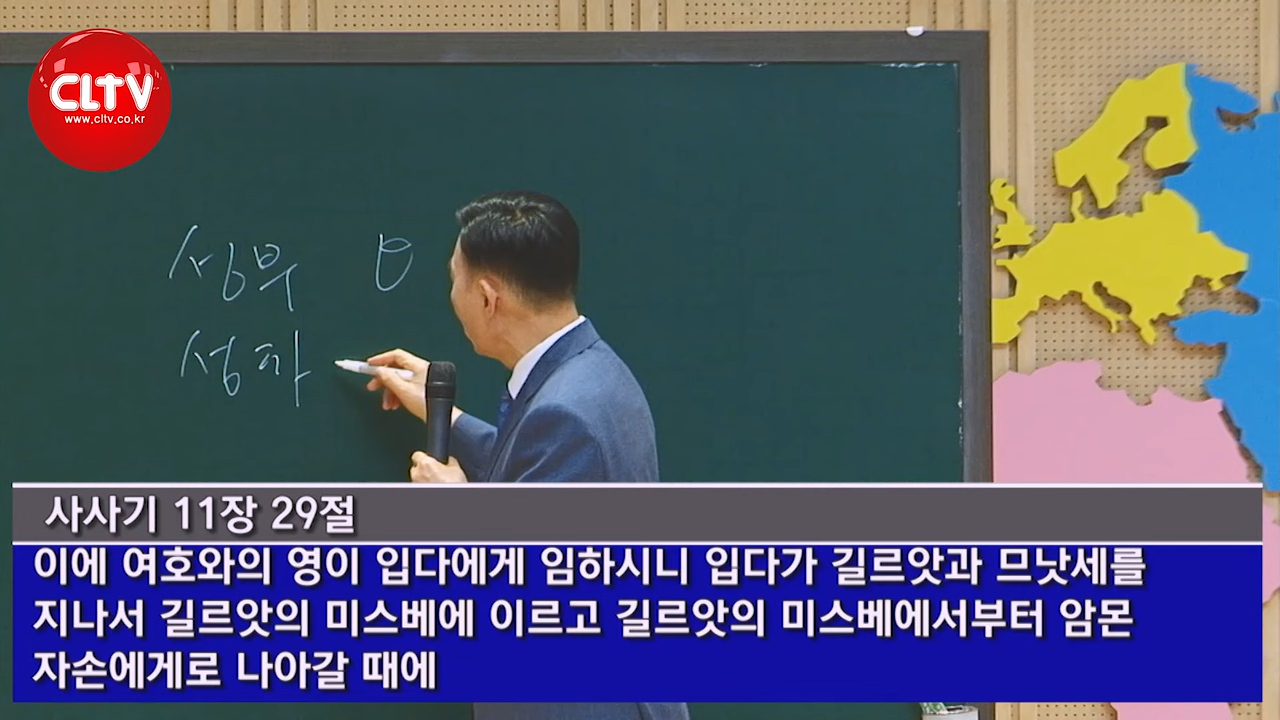 CLTV
www.cltv.co.kr
성부
성자
사사기 11장 29절
이에 여호와의 영이 입다에게 임하시니 입다가 길르앗과 므낫세를
지나서 길르앗의 미스베에 이르고 길르앗의 미스베에서부터 암몬
자손에게로 나아갈 때에